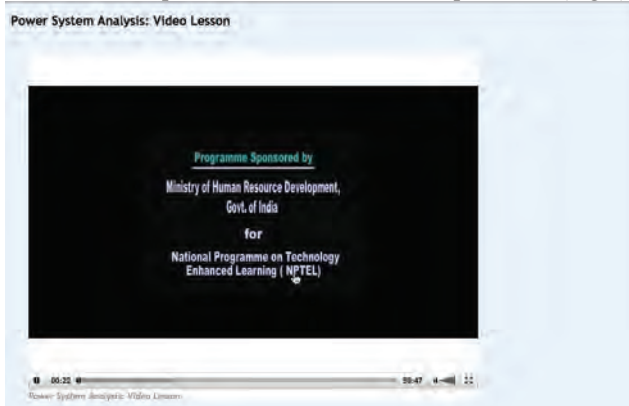 Power System Analysis: Video Lesson
Programme Sponsored by
Ministry of Human Resource Development,
Govt. of India
for
National Programme on Technology
Enhanced Learning ( NPTEL)
00:22
59:47
Power System Analysis: Video Lesson